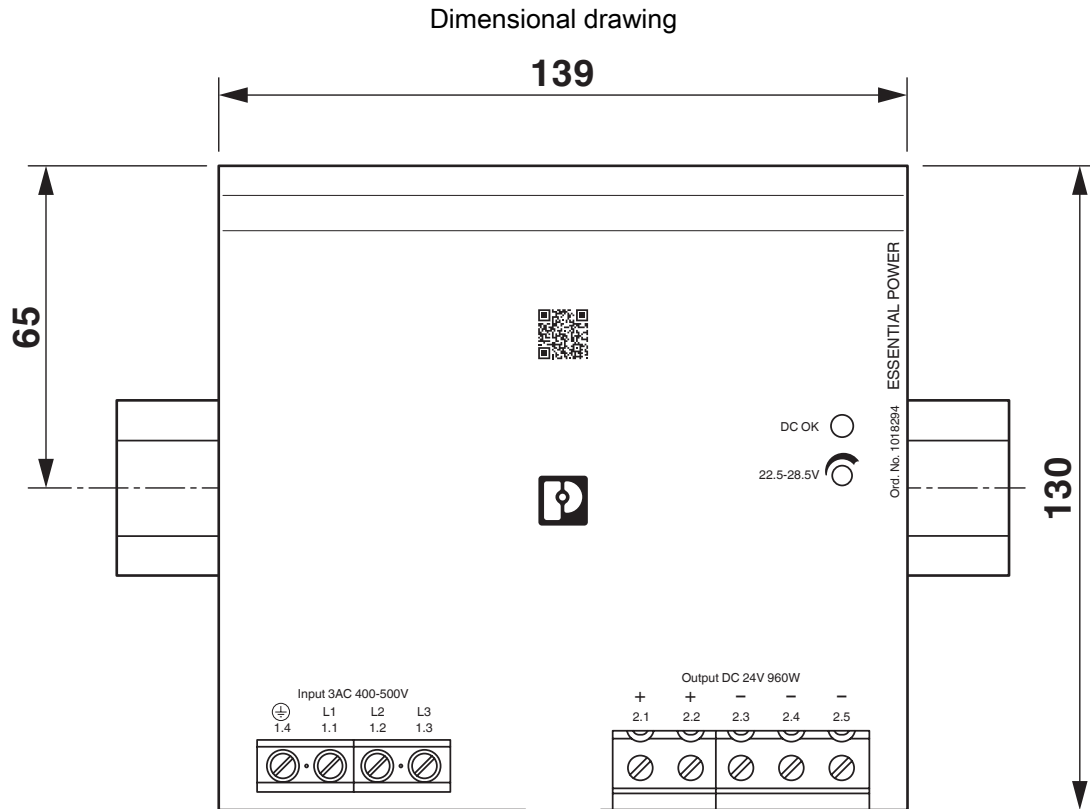 Dimensional drawing
139
65
130
ESSENTIAL POWER
Ord. No. 1018294
DC OK
22.5-28.5V
Input 3AC 400-500V
L1 L2 L3
1.4 1.1 1.2 1.3
Output DC 24V 960W
+ + − − −
2.1 2.2 2.3 2.4 2.5